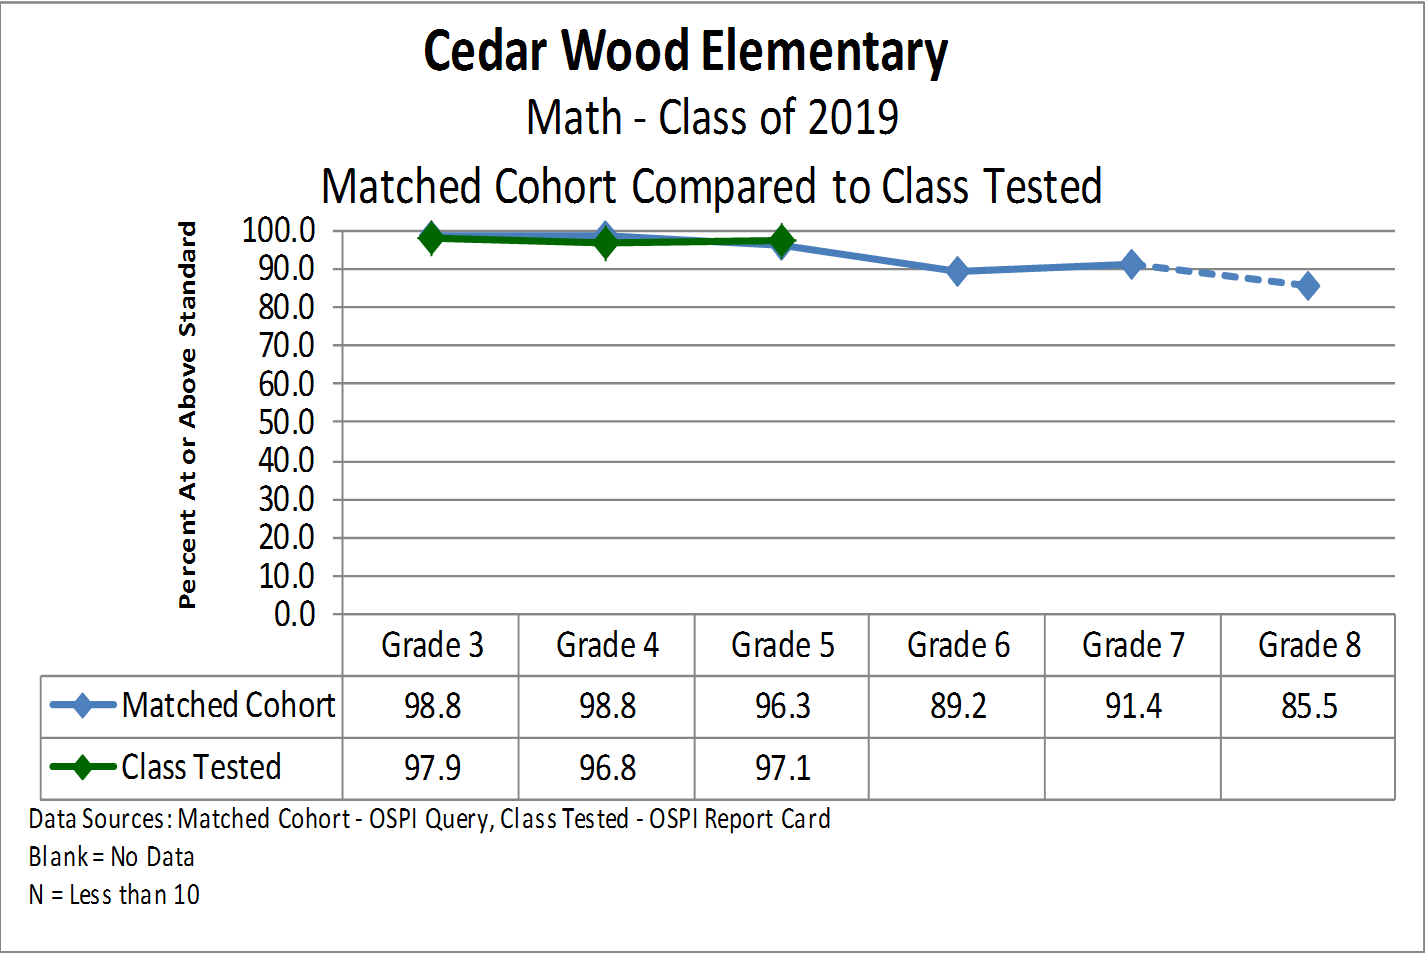 Cedar Wood Elementary
Math - Class of 2019
Matched Cohort Compared to Class Tested
Percent At or Above Standard
100.0
90.0
80.0
70.0
60.0
50.0
40.0
30.0
20.0
10.0
0.0
Grade 3 Grade 4 Grade 5 Grade 6 Grade 7 Grade 8
Matched Cohort 98.8 98.8 96.3 89.2 91.4 85.5
Class Tested 97.9 96.8 97.1
Data Sources: Matched Cohort - OSPI Query, Class Tested - OSPI Report Card
Blank = No Data
N = Less than 10